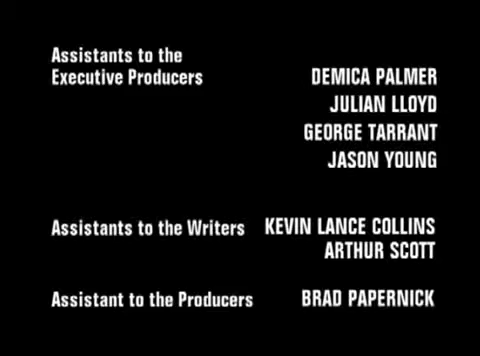 Assistants to the
Executive Producers
DEMICA PALMER
JULIAN LLOYD
GEORGE TARRANT
JASON YOUNG
Assistants to the Writers KEVIN LANCE COLLINS
ARTHUR SCOTT
Assistant to the Producers BRAD PAPERNICK